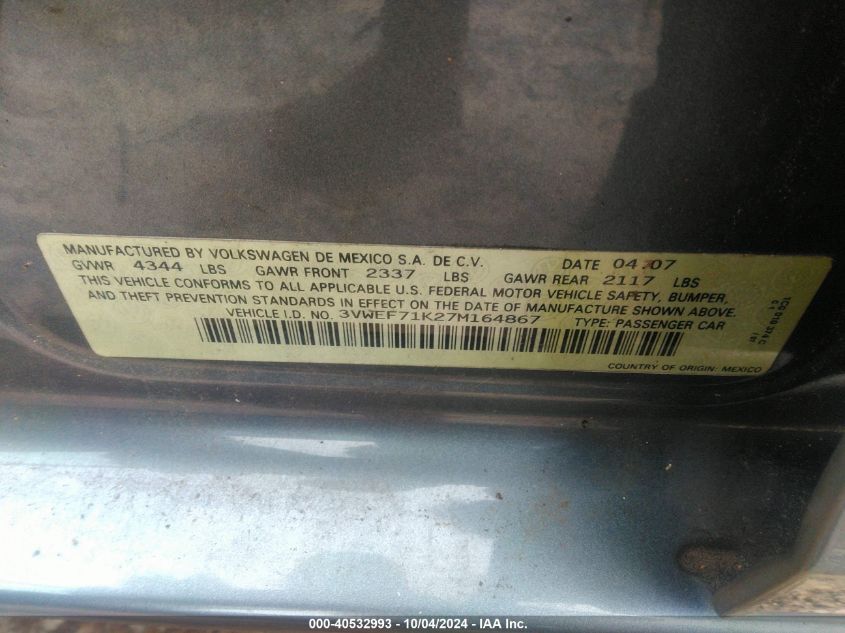 MANUFACTURED BY VOLKSWAGEN DE MEXICO S.A. DE C.V. DATE 04.07
GVWR 4344 LBS GAWR FRONT 2337 LBS GAWR REAR 2117 LBS
THIS VEHICLE CONFORMS TO ALL APPLICABLE U.S. FEDERAL MOTOR VEHICLE SAFETY, BUMPER,
AND THEFT PREVENTION STANDARDS IN EFFECT ON THE DATE OF MANUFACTURE SHOWN ABOVE.
VEHICLE I.D. NO. 3VWEF71K27M164867 TYPE: PASSENGER CAR
COUNTRY OF ORIGIN: MEXICO
000-40532993 - 10/04/2024 - IAA Inc.